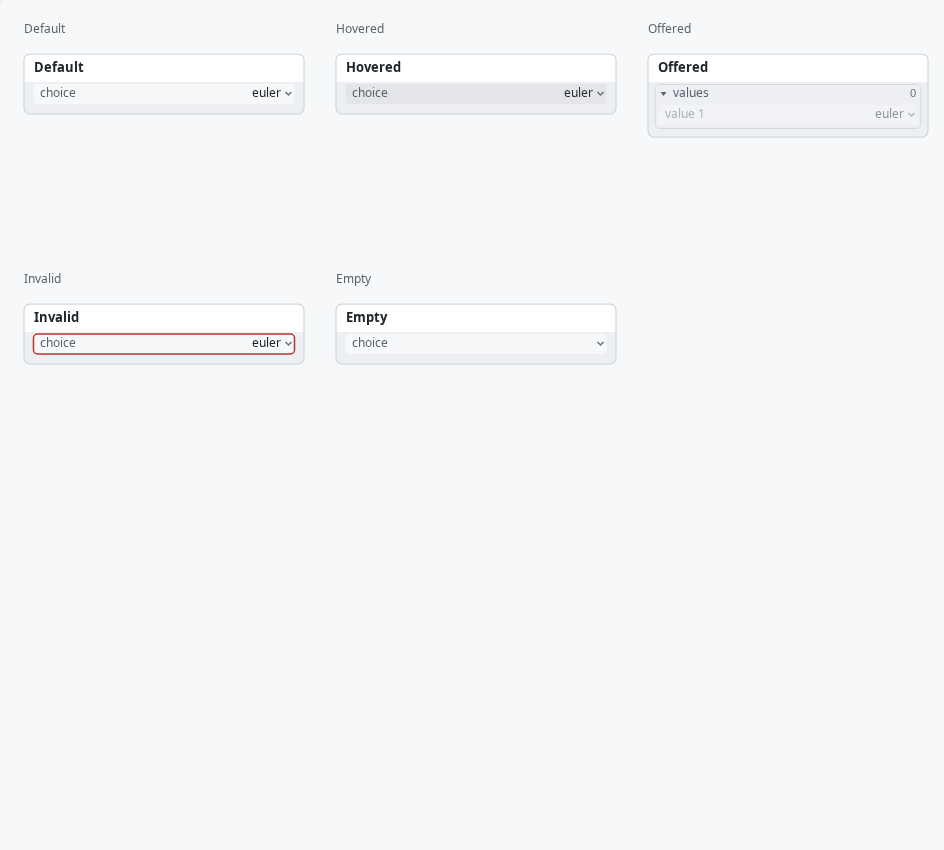 Default
Hovered
Offered
Default
choice euler
Hovered
choice euler
Offered
values 0
value 1 euler
Invalid
Empty
Invalid
choice euler
Empty
choice